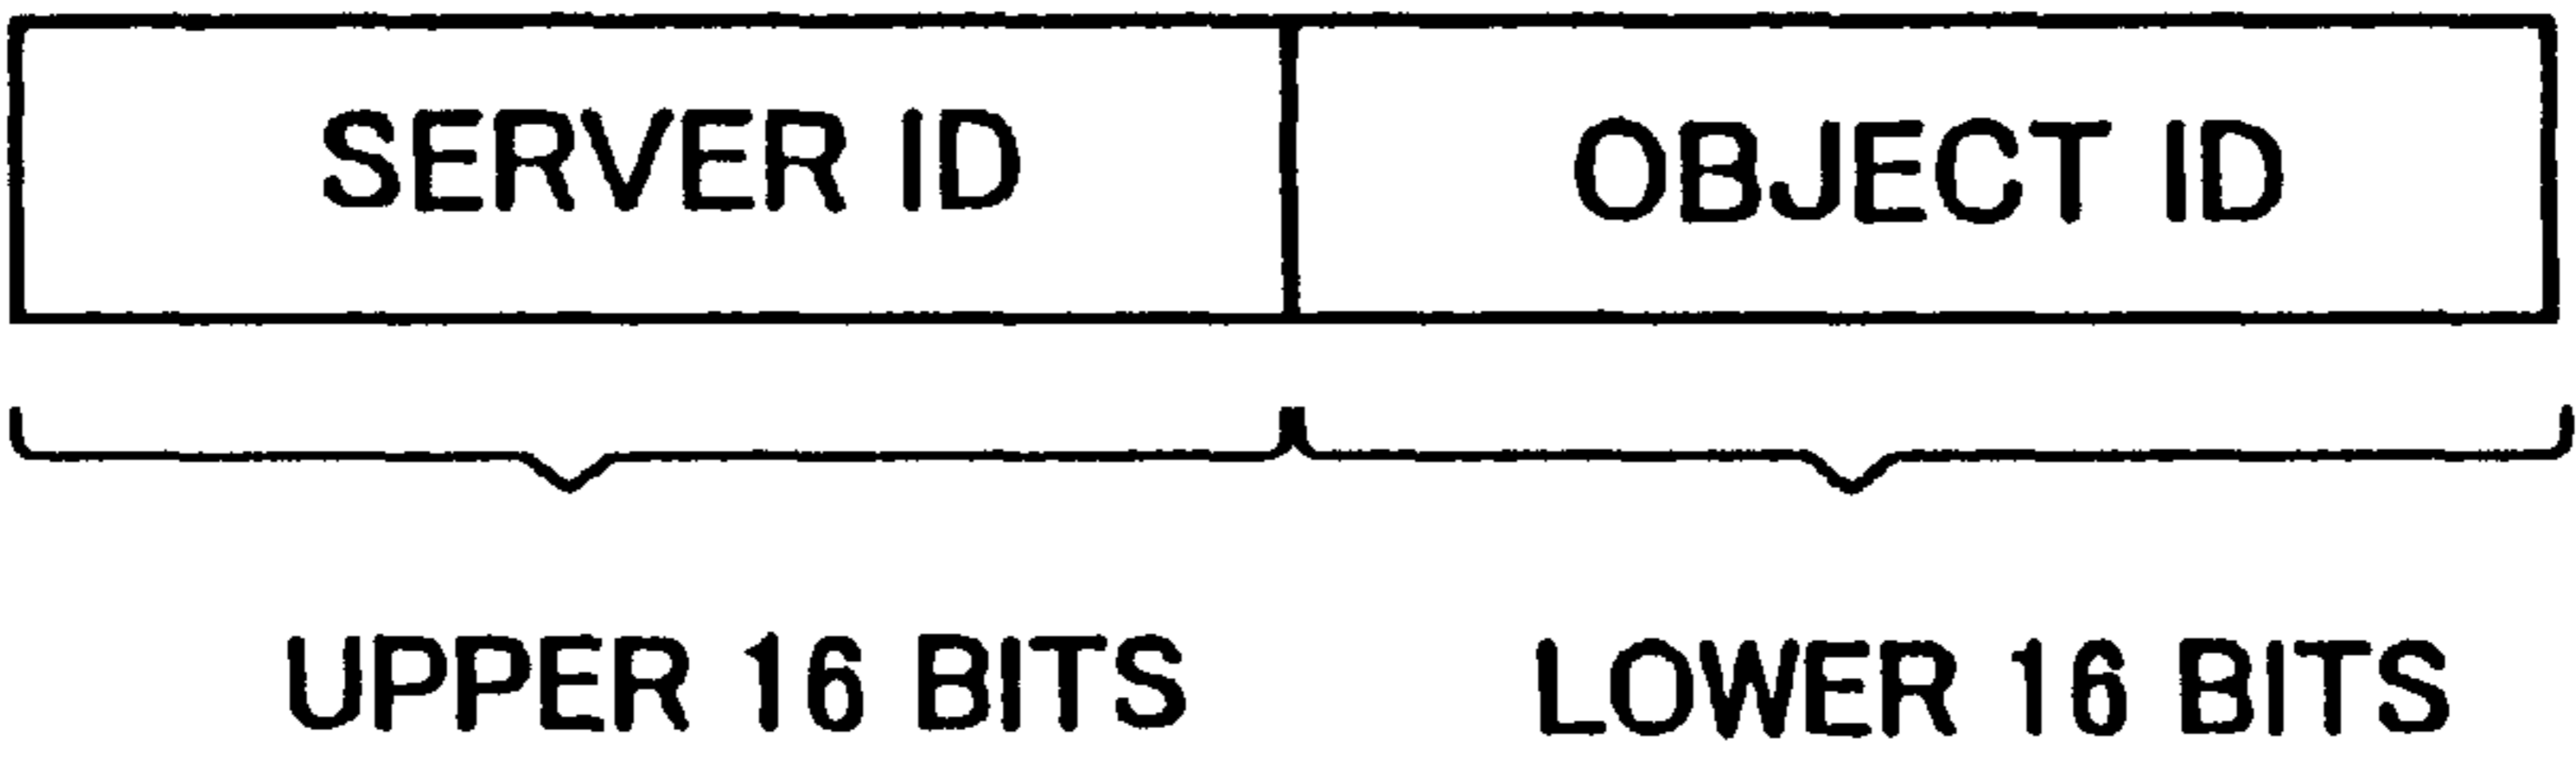 SERVER ID OBJECT ID
UPPER 16 BITS LOWER 16 BITS